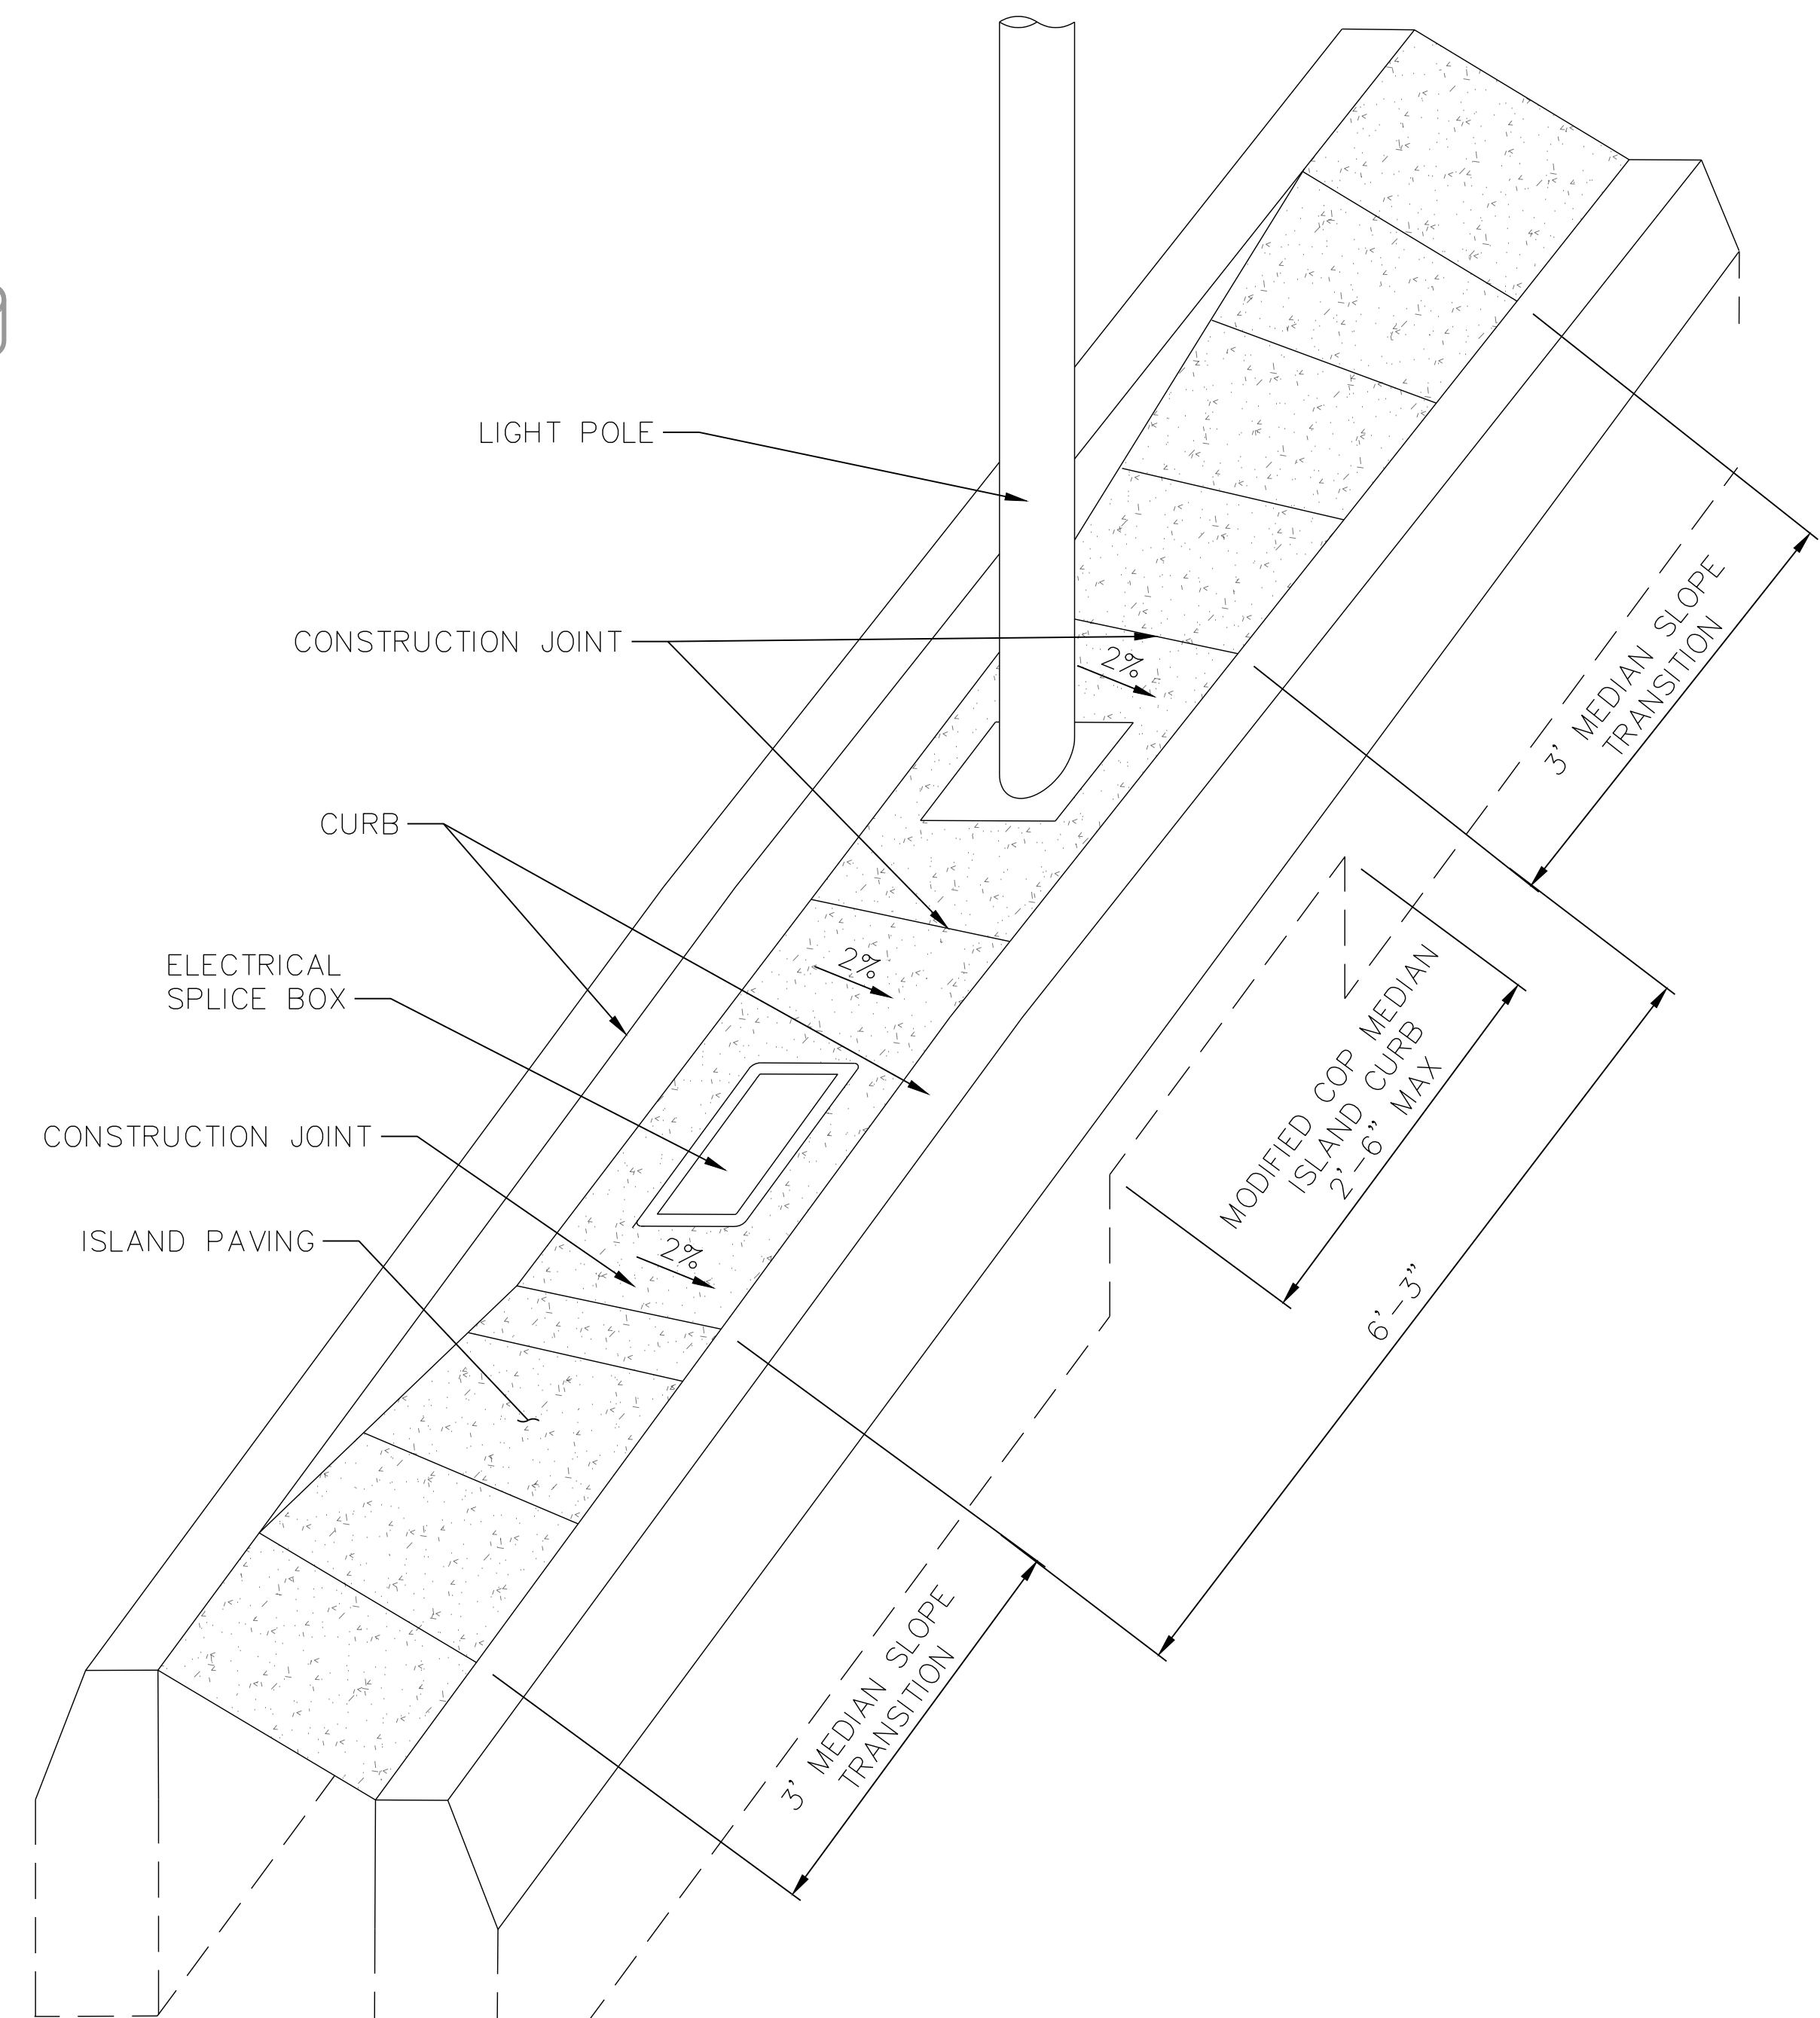 LIGHT POLE
CONSTRUCTION JOINT
2%
CURB
2%
ELECTRICAL
SPLICE BOX
CONSTRUCTION JOINT
ISLAND PAVING
2%
3' MEDIAN SLOPE
TRANSITION
MODIFIED COP MEDIAN
ISLAND CURB
2'-6" MAX
6'-3"
3' MEDIAN SLOPE
TRANSITION